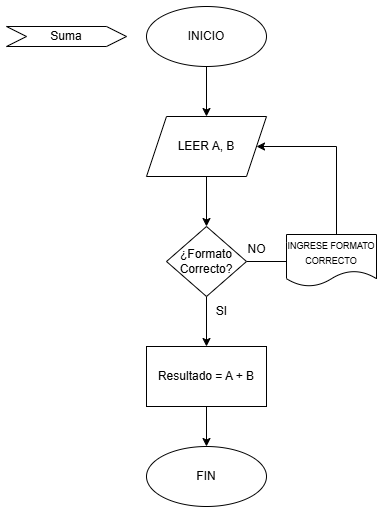 Suma
INICIO
LEER A, B
¿Formato
Correcto?
NO
INGRESE FORMATO
CORRECTO
SI
Resultado = A + B
FIN